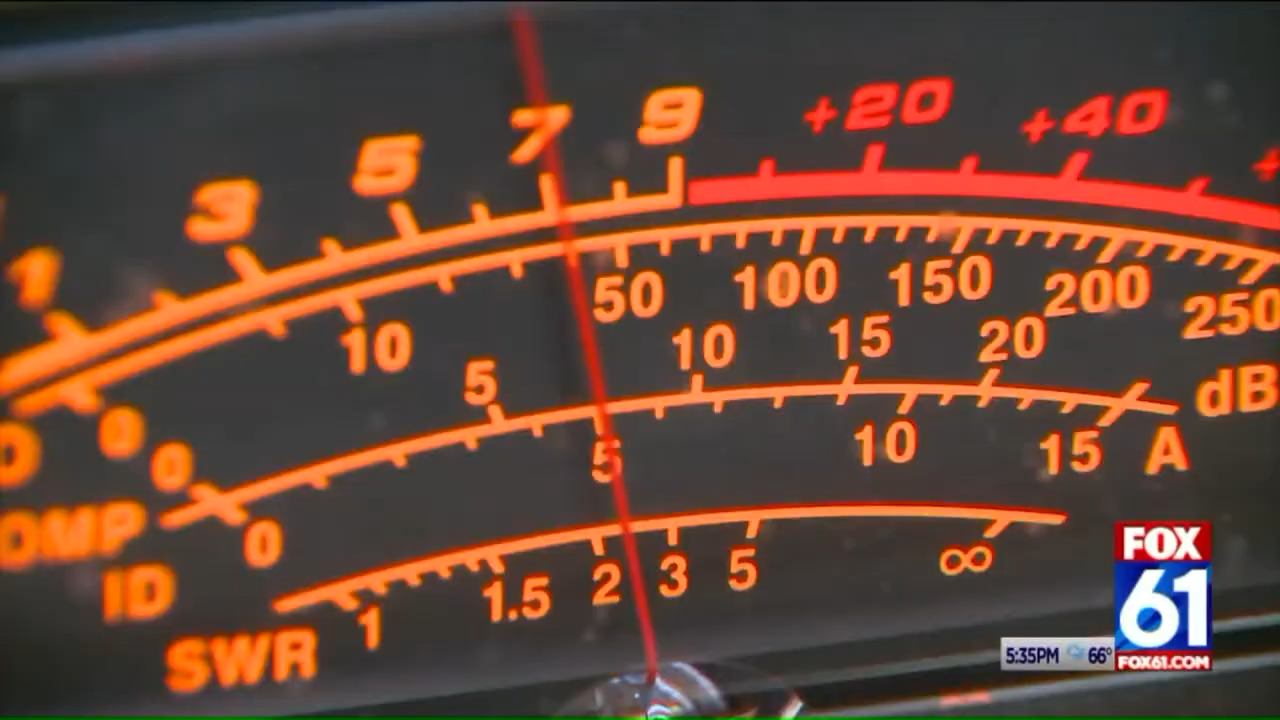 1 3 5 7 9 +20 +40 +
0 10 50 100 150 200 250
0 5 10 15 20 dB
OMP
0 5 10 15 A
ID
1 1.5 2 3 5 ∞
SWR
FOX
61
5:35PM 66°
FOX61.COM